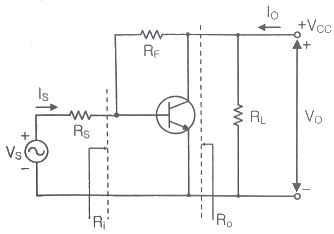 I_O
+V_CC
R_F
I_S
+
R_S
R_L
V_O
+
V_S
−
−
R_i
R_o